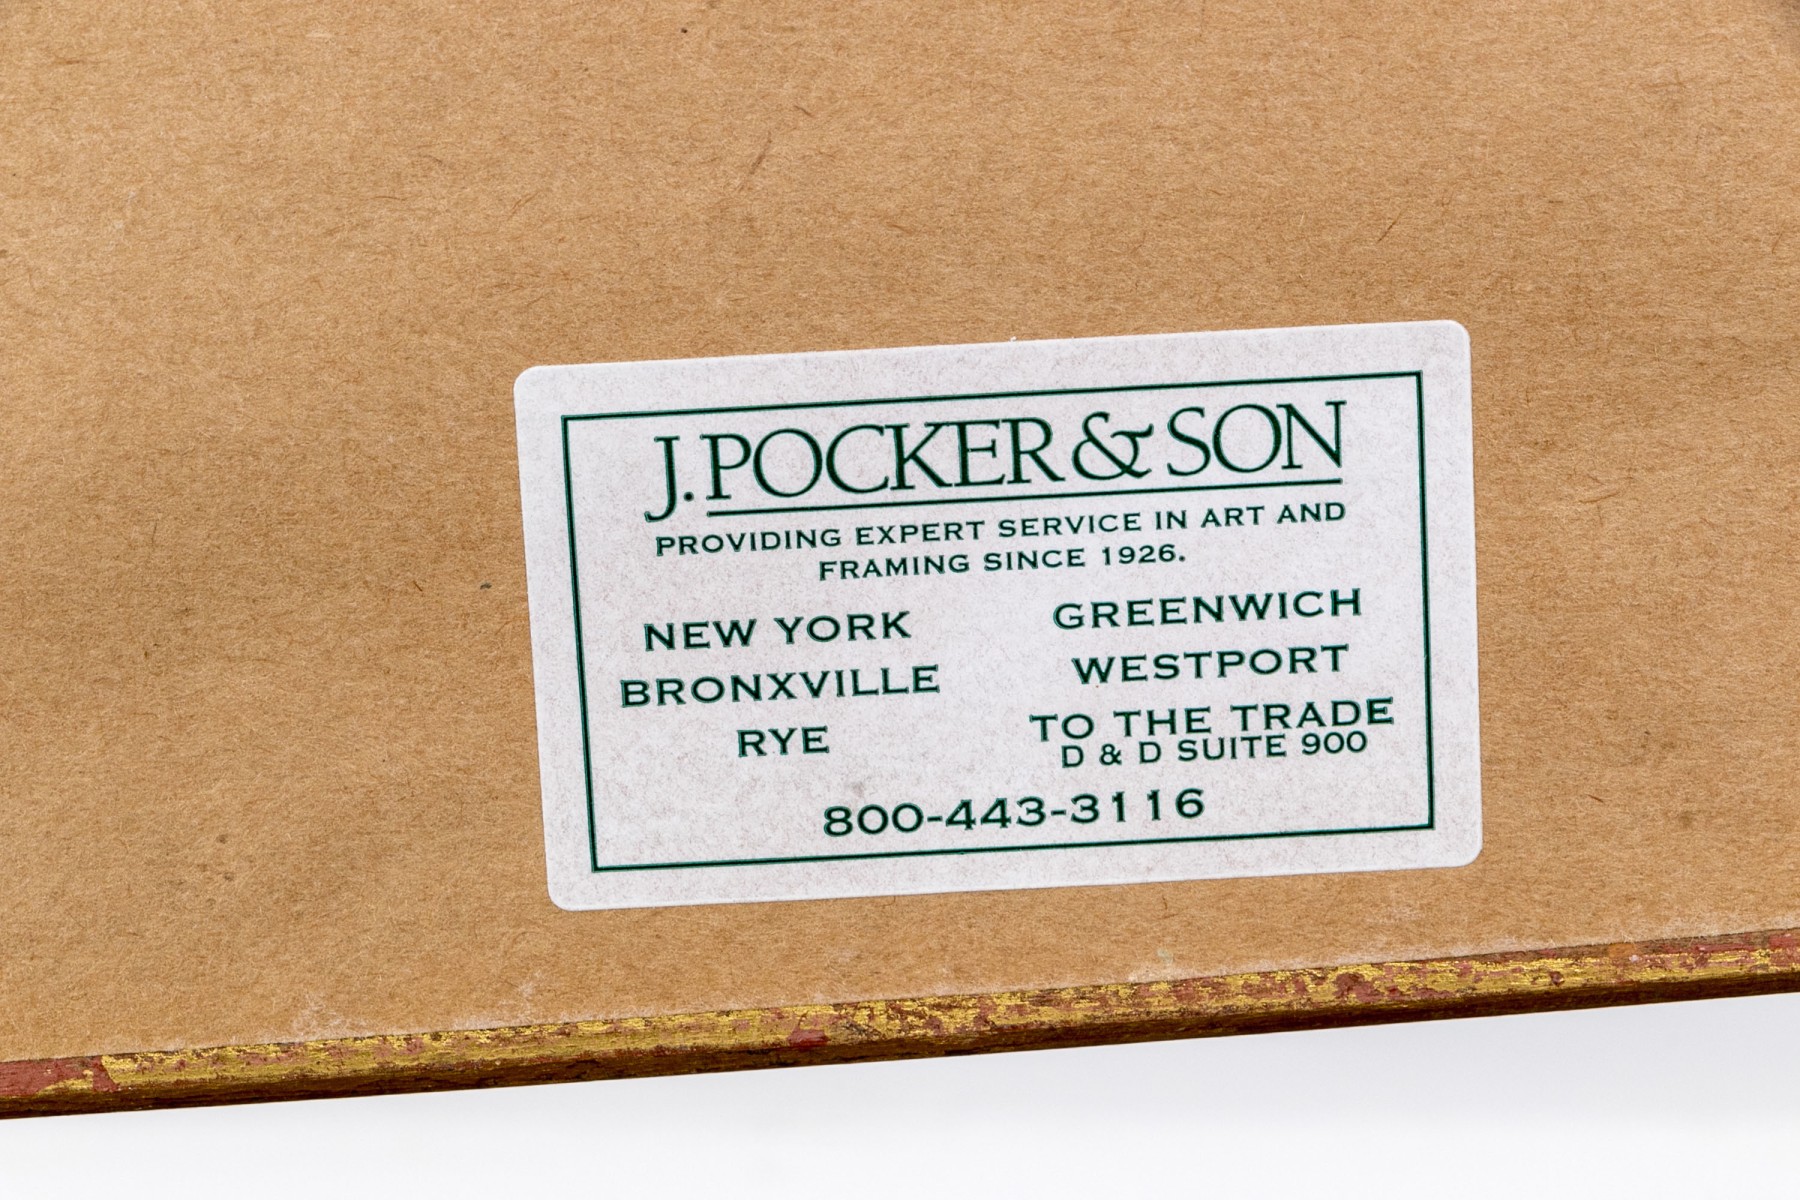 J. POCKER & SON
PROVIDING EXPERT SERVICE IN ART AND
FRAMING SINCE 1926.
NEW YORK
BRONXVILLE
RYE
GREENWICH
WESTPORT
TO THE TRADE
D & D SUITE 900
800-443-3116